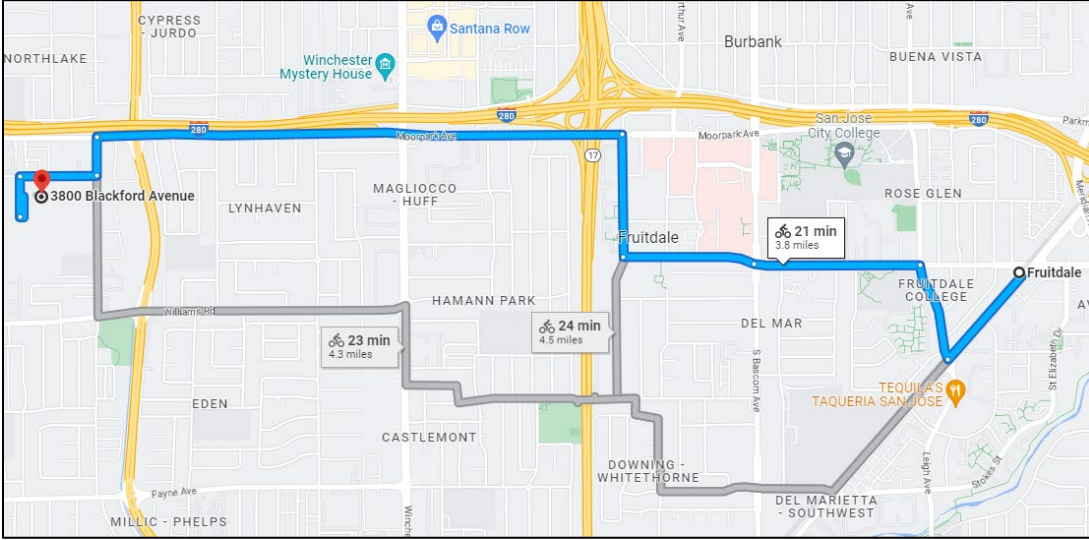 CYPRESS
- JURDO
NORTHLAKE
Santana Row
Winchester
Mystery House
Burbank
BUENA VISTA
280
280
280
Moorpark Ave
17
Moorpark Ave
San Jose
City College
3800 Blackford Avenue
LYNHAVEN
MAGLIOCCO
- HUFF
ROSE GLEN
Fruitdale
21 min
3.8 miles
Fruitdale
FRUITDALE
COLLEGE
Williams Rd
HAMANN PARK
23 min
4.3 miles
24 min
4.5 miles
DEL MAR
S Bascom Ave
St Elizabeth Dr
TEQUILA'S
TAQUERIA SAN JOSE
EDEN
CASTLEMONT
DOWNING -
WHITETHORNE
Leigh Ave
Stokes St
Payne Ave
DEL MARIETTA
- SOUTHWEST
MILLIC - PHELPS